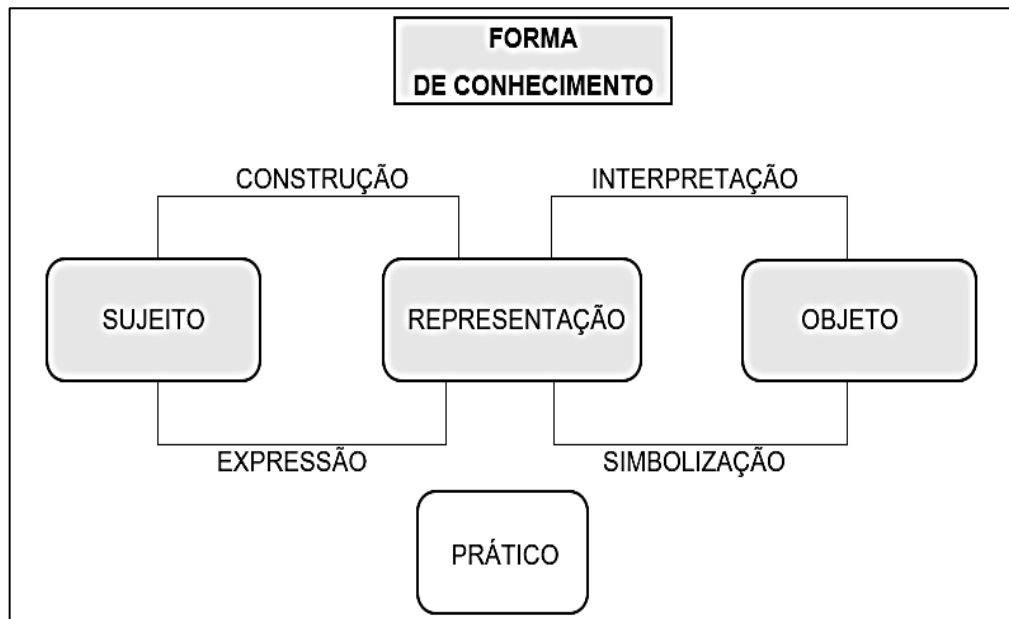 FORMA
DE CONHECIMENTO
CONSTRUÇÃO
INTERPRETAÇÃO
SUJEITO
REPRESENTAÇÃO
OBJETO
EXPRESSÃO
SIMBOLIZAÇÃO
PRÁTICO